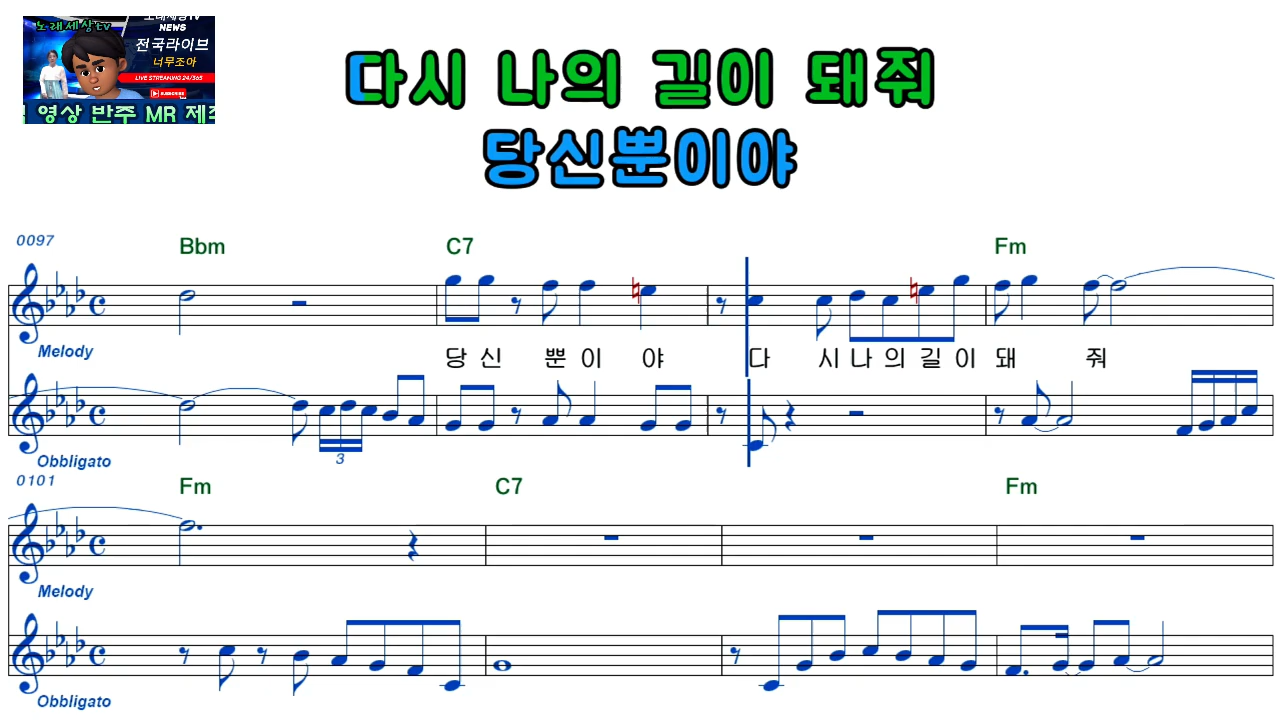 노래세상TV
NEWS
전국라이브
너무조아
LIVE STREAMING 24/365
SUBSCRIBE
영상 반주 MR 제주
다시 나의 길이 돼줘
당신뿐이야
0097
Bbm C7 Fm
Melody
당 신 뿐 이 야 다 시 나 의 길 이 돼 줘
3
Obbligato
0101
Fm C7 Fm
Melody
Obbligato